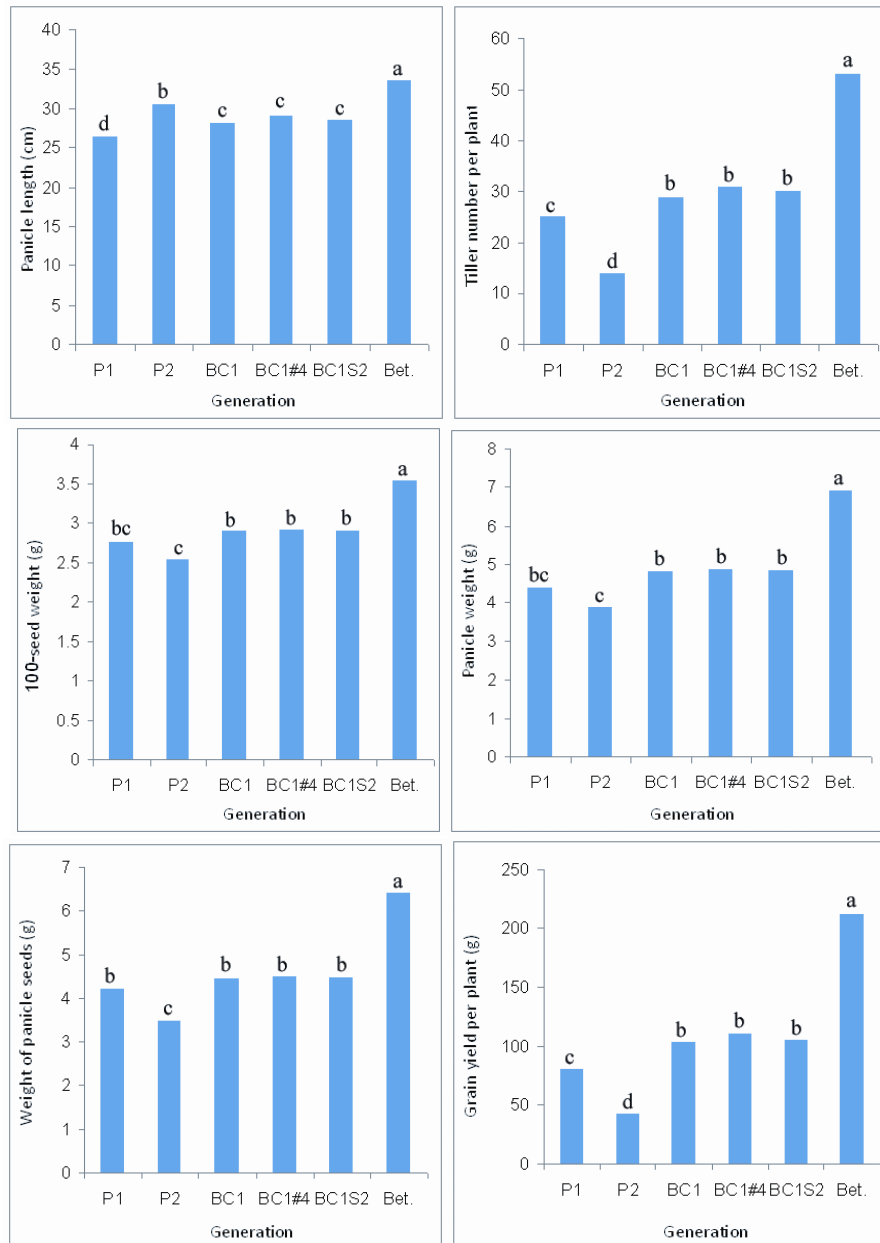 Panicle length (cm)
40
35
30
25
20
15
10
5
0
d
b
c
c
c
a
P1 P2 BC1 BC1#4 BC1S2 Bet.
Generation
Tiller number per plant
60
50
40
30
20
10
0
c
d
b
b
b
a
P1 P2 BC1 BC1#4 BC1S2 Bet.
Generation
100-seed weight (g)
4
3.5
3
2.5
2
1.5
1
0.5
0
bc
c
b
b
b
a
P1 P2 BC1 BC1#4 BC1S2 Bet.
Generation
Panicle weight (g)
8
7
6
5
4
3
2
1
0
bc
c
b
b
b
a
P1 P2 BC1 BC1#4 BC1S2 Bet.
Generation
Weight of panicle seeds (g)
7
6
5
4
3
2
1
0
b
c
b
b
b
a
P1 P2 BC1 BC1#4 BC1S2 Bet.
Generation
Grain yield per plant (g)
250
200
150
100
50
0
c
d
b
b
b
a
P1 P2 BC1 BC1#4 BC1S2 Bet.
Generation